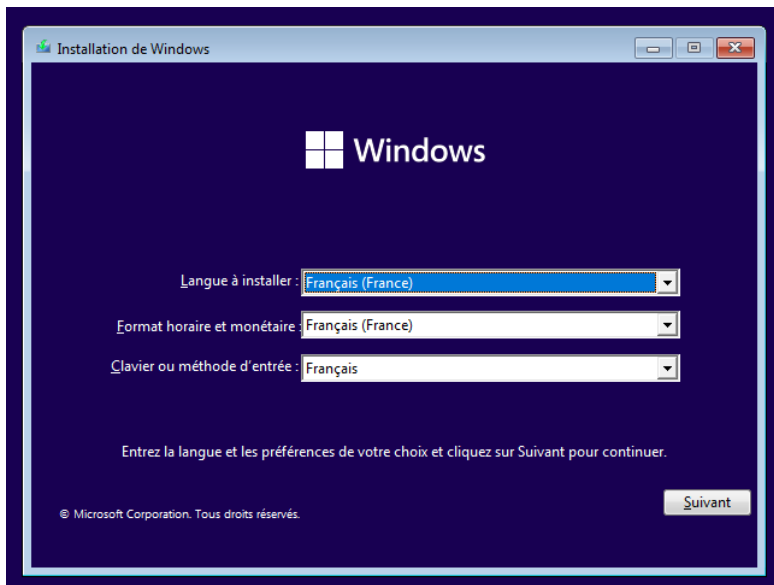 Installation de Windows
Windows
Langue à installer : Français (France)
Format horaire et monétaire : Français (France)
Clavier ou méthode d'entrée : Français
Entrez la langue et les préférences de votre choix et cliquez sur Suivant pour continuer.
Suivant
© Microsoft Corporation. Tous droits réservés.